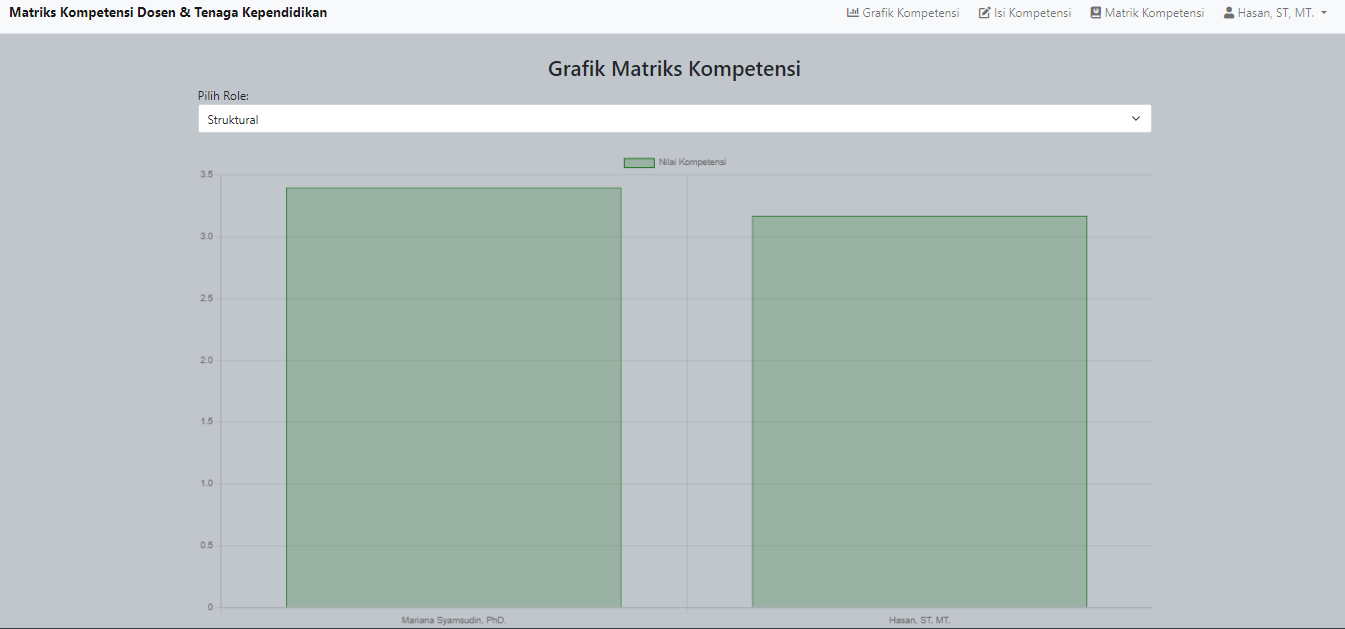 Matriks Kompetensi Dosen & Tenaga Kependidikan
Grafik Kompetensi
Isi Kompetensi
Matrik Kompetensi
Hasan, ST, MT.
Grafik Matriks Kompetensi
Pilih Role:
Struktural
Nilai Kompetensi
3.5
3.0
2.5
2.0
1.5
1.0
0.5
0
Mariana Syamsudin, PhD.
Hasan, ST, MT.